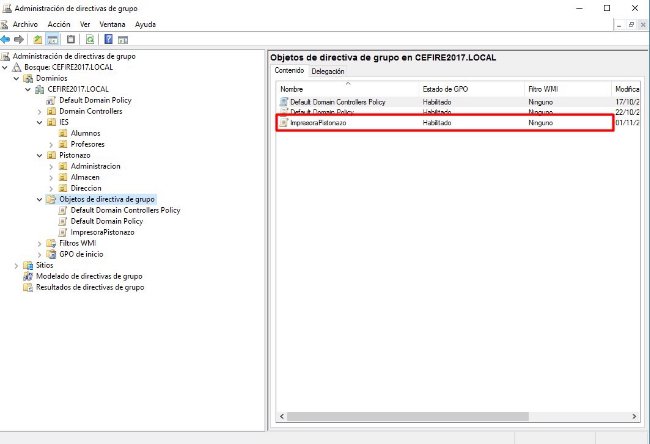 Administración de directivas de grupo
Archivo Acción Ver Ventana Ayuda
Administración de directivas de grupo
Bosque: CEFIRE2017.LOCAL
Dominios
CEFIRE2017.LOCAL
Default Domain Policy
Domain Controllers
IES
Alumnos
Profesores
Pistonazo
Administracion
Almacen
Direccion
Objetos de directiva de grupo
Default Domain Controllers Policy
Default Domain Policy
ImpresoraPistonazo
Filtros WMI
GPO de inicio
Sitios
Modelado de directivas de grupo
Resultados de directivas de grupo
Objetos de directiva de grupo en CEFIRE2017.LOCAL
Contenido Delegación
Nombre Estado de GPO Filtro WMI Modifica
Default Domain Controllers Policy Habilitado Ninguno 17/10/2
Default Domain Policy Habilitado Ninguno 22/10/2
ImpresoraPistonazo Habilitado Ninguno 01/11/2